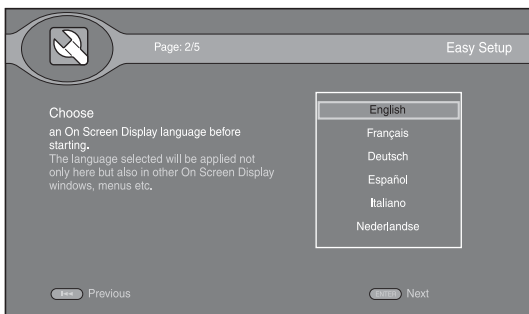 Page: 2/5
Easy Setup
Choose
an On Screen Display language before
starting.
The language selected will be applied not
only here but also in other On Screen Display
windows, menus etc.
English
Français
Deutsch
Español
Italiano
Nederlandse
Previous
ENTER
Next